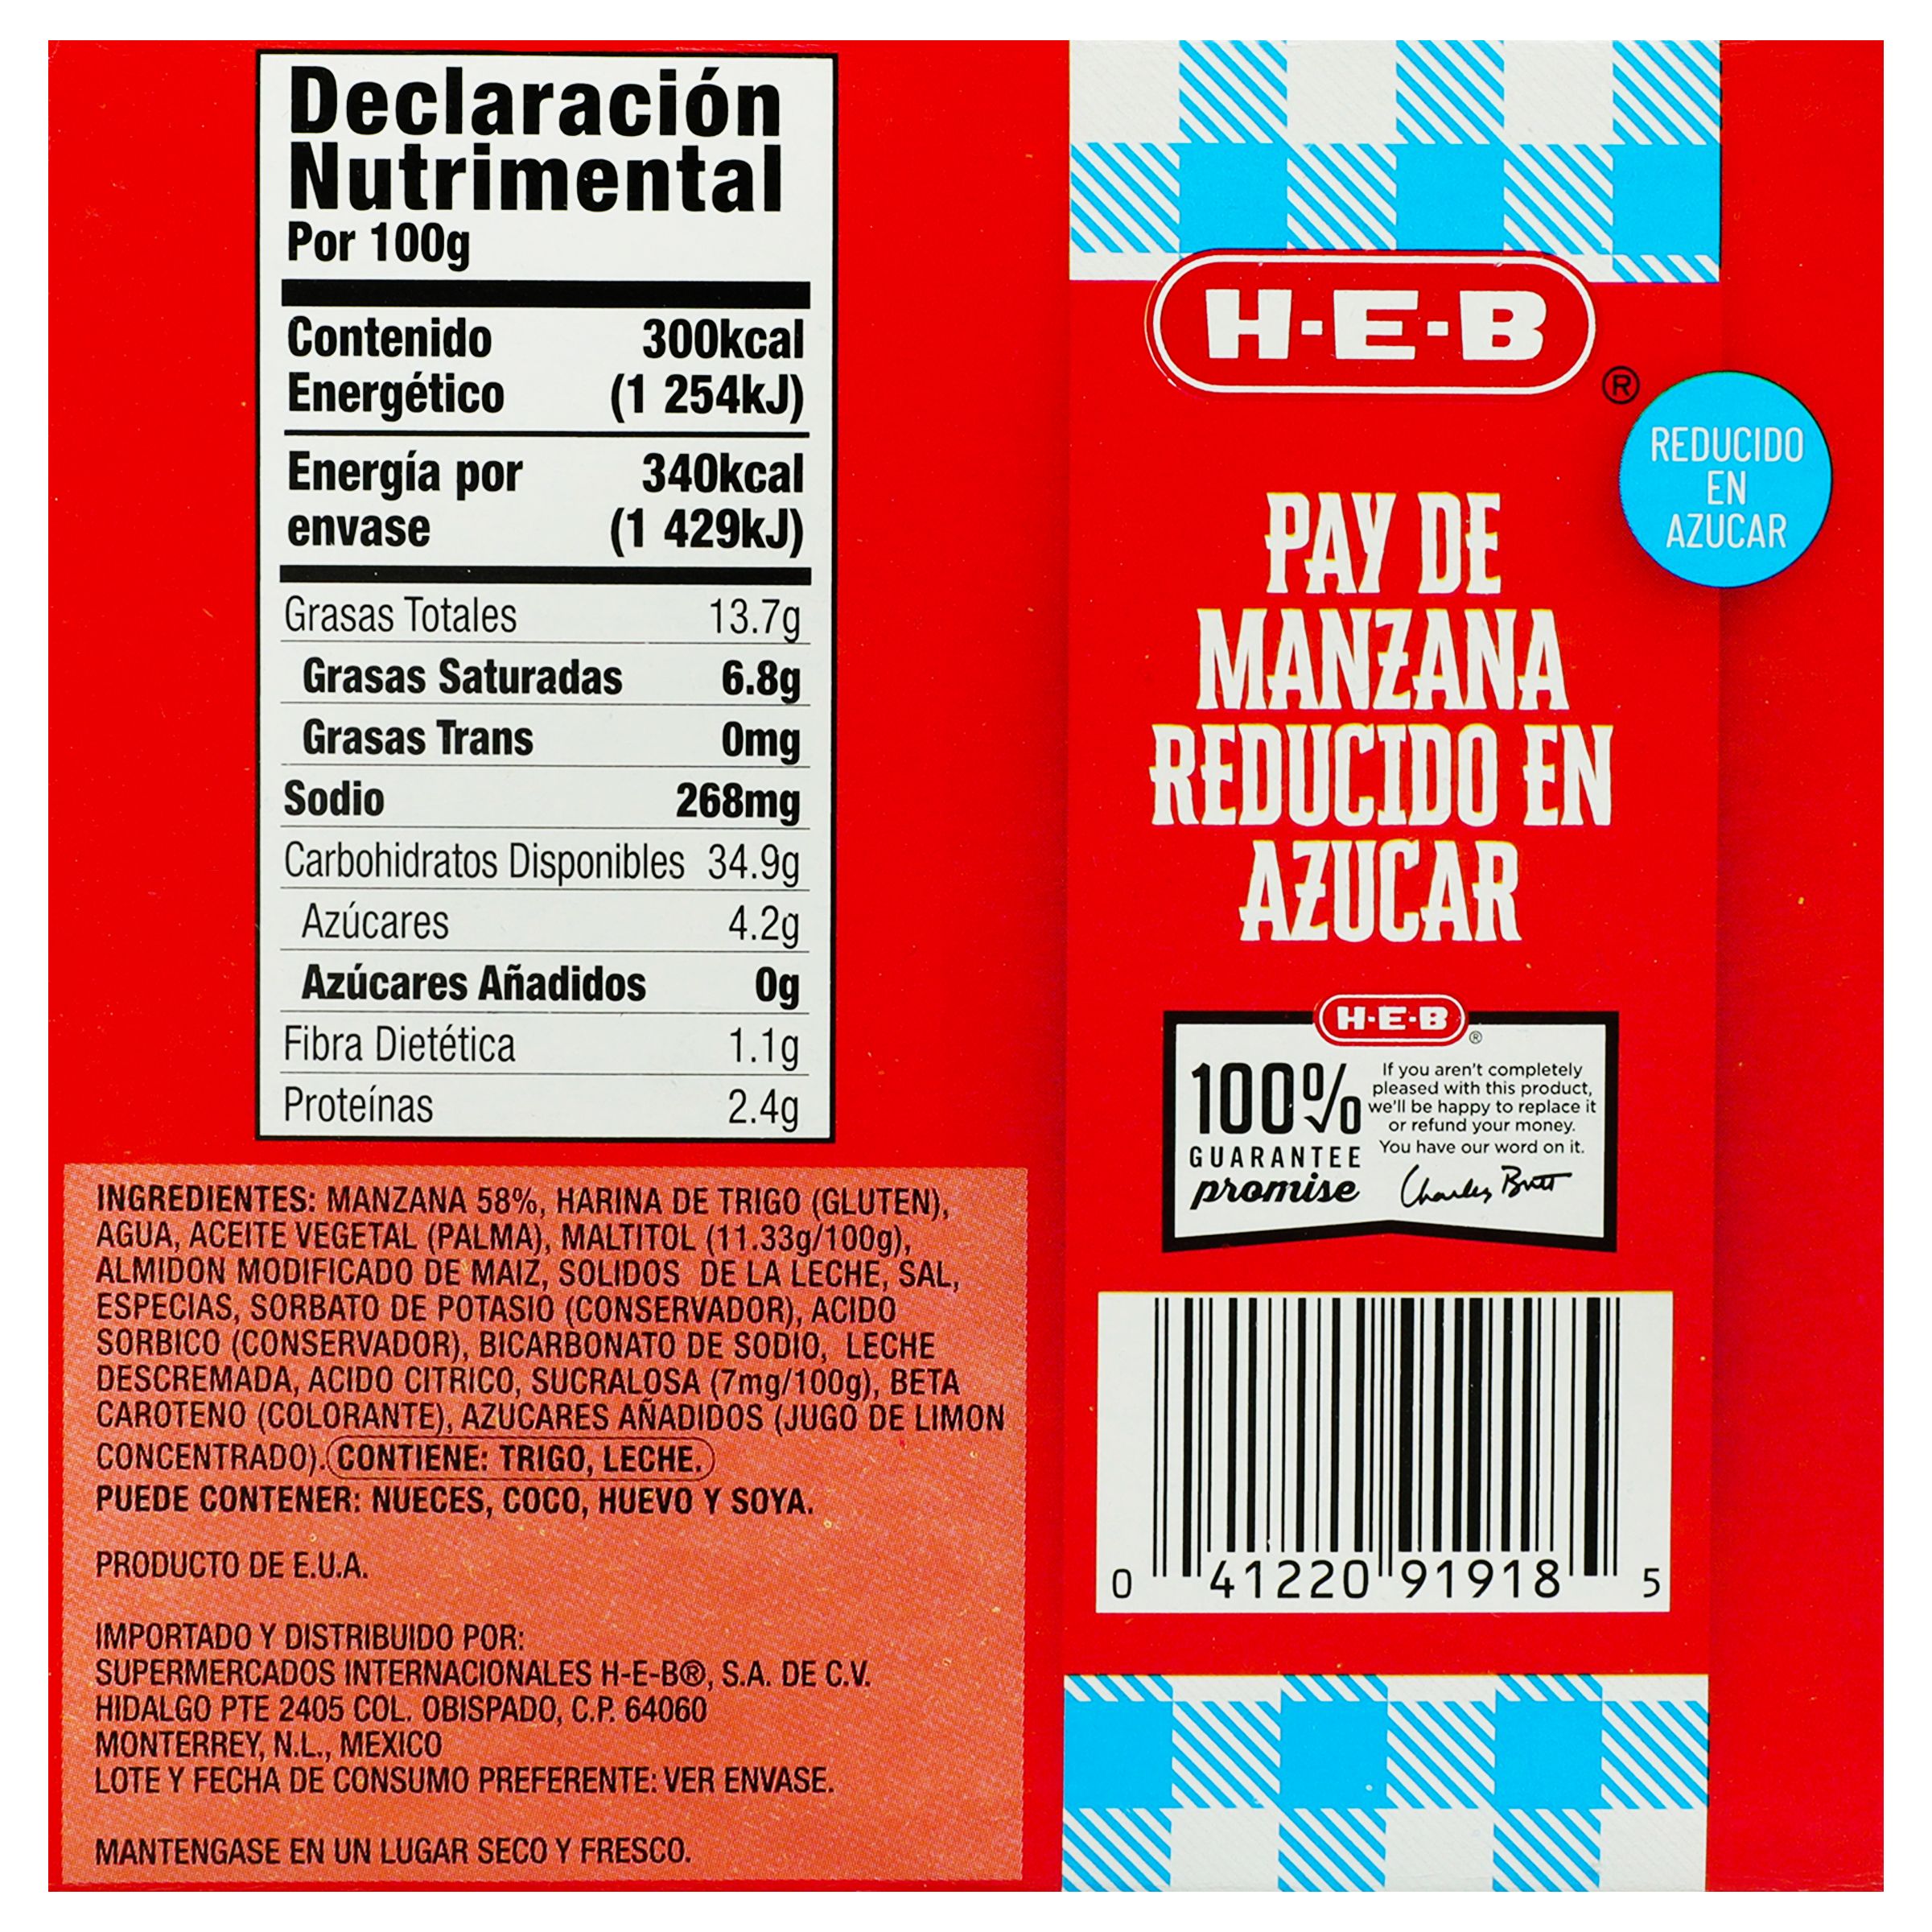 Declaración
Nutrimental
Por 100g
Contenido 300kcal
Energético (1 254kJ)
Energía por 340kcal
envase (1 429kJ)
Grasas Totales 13.7g
Grasas Saturadas 6.8g
Grasas Trans 0mg
Sodio 268mg
Carbohidratos Disponibles 34.9g
Azúcares 4.2g
Azúcares Añadidos 0g
Fibra Dietética 1.1g
Proteínas 2.4g
INGREDIENTES: MANZANA 58%, HARINA DE TRIGO (GLUTEN),
AGUA, ACEITE VEGETAL (PALMA), MALTITOL (11.33g/100g),
ALMIDON MODIFICADO DE MAIZ, SOLIDOS DE LA LECHE, SAL,
ESPECIAS, SORBATO DE POTASIO (CONSERVADOR), ACIDO
SORBICO (CONSERVADOR), BICARBONATO DE SODIO, LECHE
DESCREMADA, ACIDO CITRICO, SUCRALOSA (7mg/100g), BETA
CAROTENO (COLORANTE), AZUCARES AÑADIDOS (JUGO DE LIMON
CONCENTRADO). CONTIENE: TRIGO, LECHE.
PUEDE CONTENER: NUECES, COCO, HUEVO Y SOYA.
PRODUCTO DE E.U.A.
IMPORTADO Y DISTRIBUIDO POR:
SUPERMERCADOS INTERNACIONALES H-E-B®, S.A. DE C.V.
HIDALGO PTE 2405 COL. OBISPADO, C.P. 64060
MONTERREY, N.L., MEXICO
LOTE Y FECHA DE CONSUMO PREFERENTE: VER ENVASE.
MANTENGASE EN UN LUGAR SECO Y FRESCO.
H-E-B
®
REDUCIDO
EN
AZUCAR
PAY DE
MANZANA
REDUCIDO EN
AZUCAR
H-E-B
®
100%
GUARANTEE
promise
If you aren't completely
pleased with this product,
we'll be happy to replace it
or refund your money.
You have our word on it.
Charles Butt
0 41220 91918 5